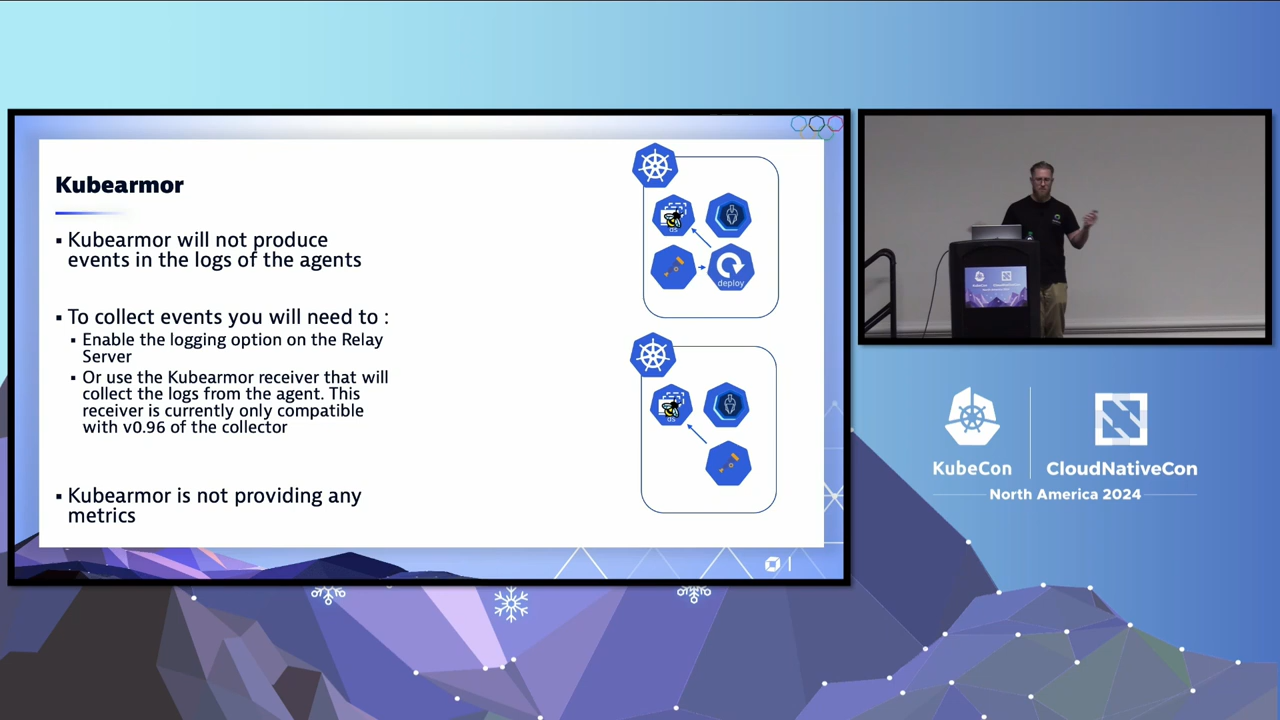 Kubearmor
▪ Kubearmor will not produce
events in the logs of the agents
▪ To collect events you will need to :
▪ Enable the logging option on the Relay
Server
▪ Or use the Kubearmor receiver that will
collect the logs from the agent. This
receiver is currently only compatible
with v0.96 of the collector
▪ Kubearmor is not providing any
metrics
ds
deploy
ds
KubeCon
CloudNativeCon
North America 2024